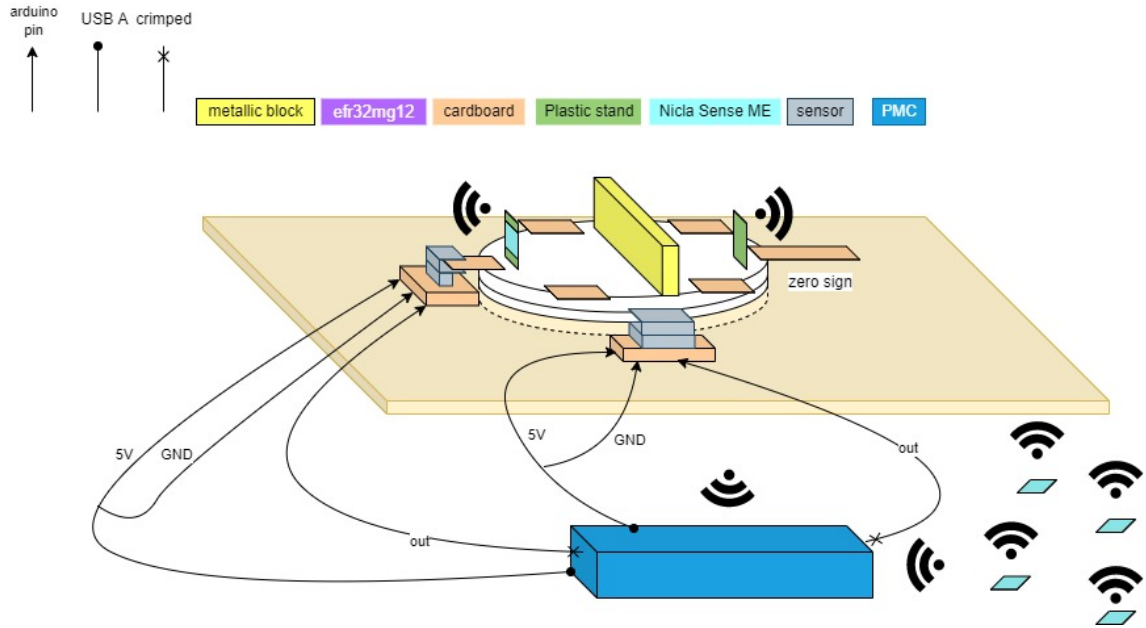 arduino
pin
USB A crimped
metallic block efr32mg12 cardboard Plastic stand Nicla Sense ME sensor PMC
zero sign
5V GND
5V
GND
out
out